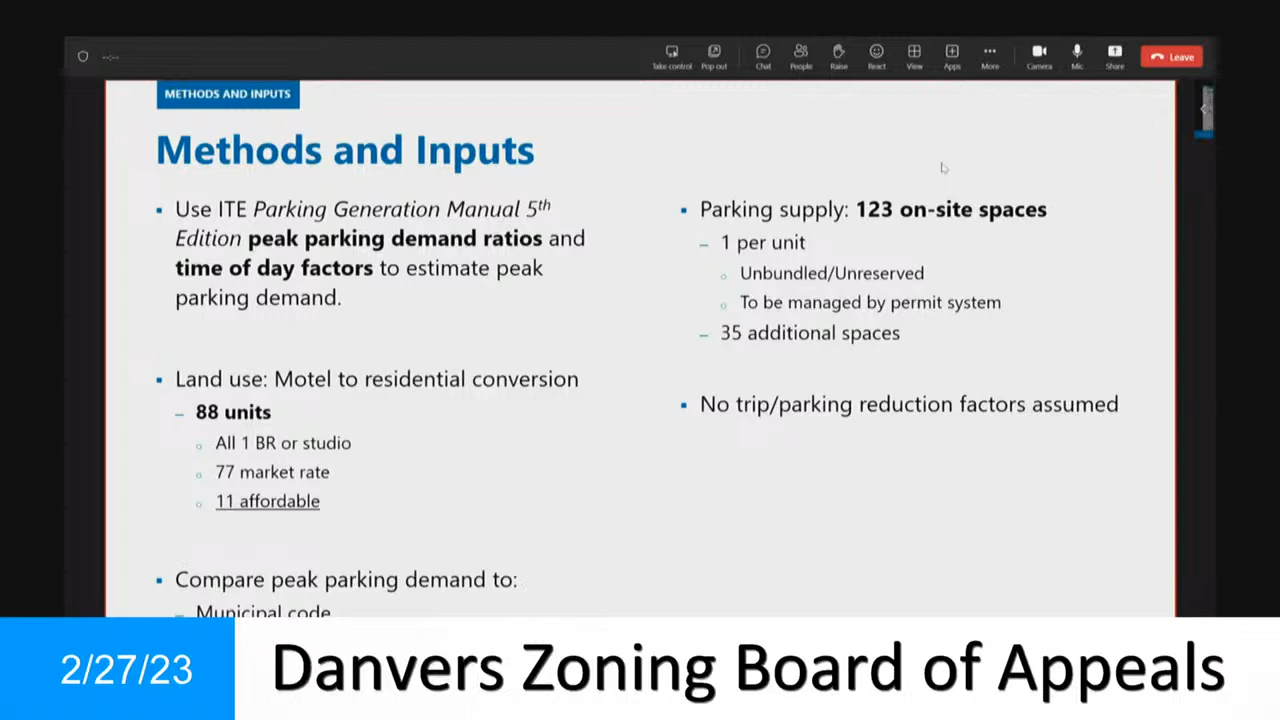 Take control
Pop out
Chat
People
Raise
React
View
Apps
More
Camera
Mic
Share
Leave
METHODS AND INPUTS
Methods and Inputs
Use ITE Parking Generation Manual 5th
Edition peak parking demand ratios and
time of day factors to estimate peak
parking demand.
Land use: Motel to residential conversion
– 88 units
All 1 BR or studio
77 market rate
11 affordable
Compare peak parking demand to:
– Municipal code
Parking supply: 123 on-site spaces
– 1 per unit
Unbundled/Unreserved
To be managed by permit system
– 35 additional spaces
No trip/parking reduction factors assumed
2/27/23
Danvers Zoning Board of Appeals